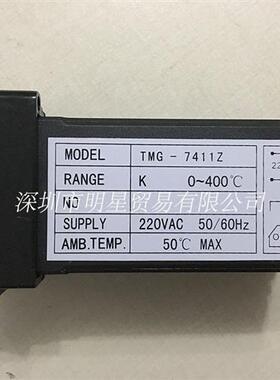 MODEL TMG - 7411Z
RANGE K 0~400℃
深圳市明星贸易有限公司
NO
SUPPLY 220VAC 50/60Hz
AMB.TEMP. 50℃ MAX
22